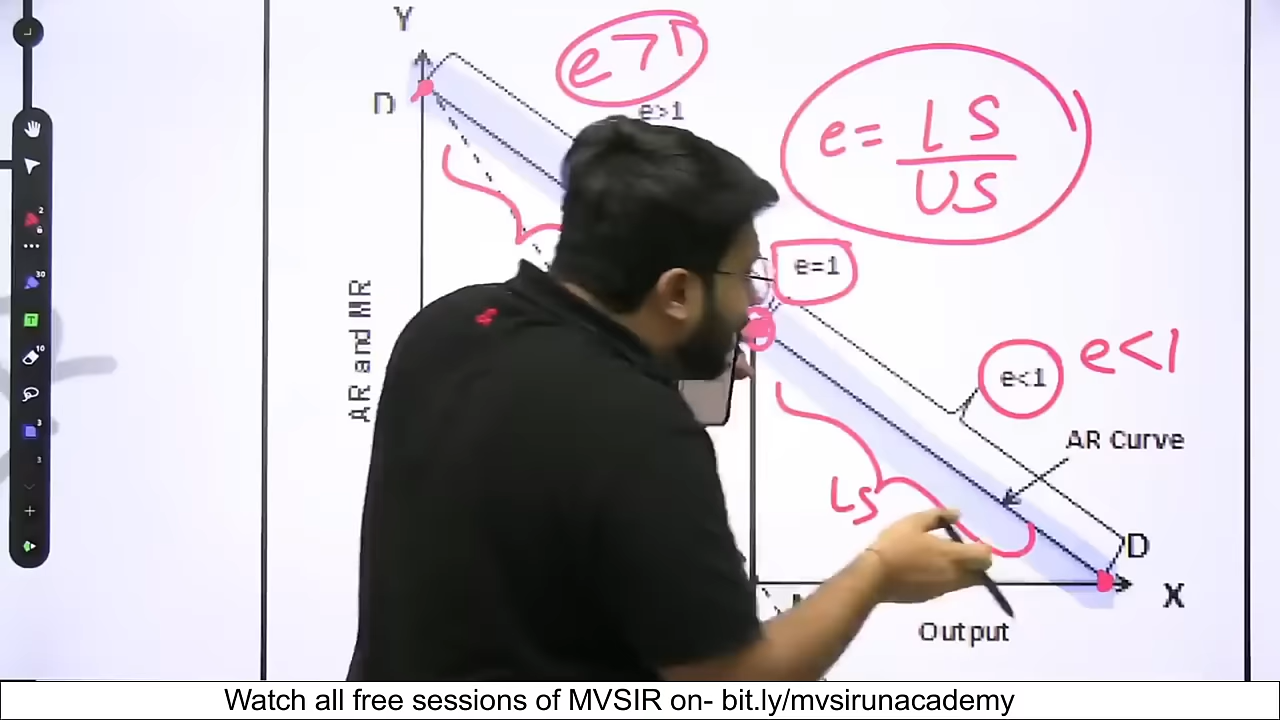 Y
e>1
D
e>1
e = LS
US
e=1
AR and MR
e<1
e<1
AR Curve
LS
D
X
Output
Watch all free sessions of MVSIR on- bit.ly/mvsirunacademy